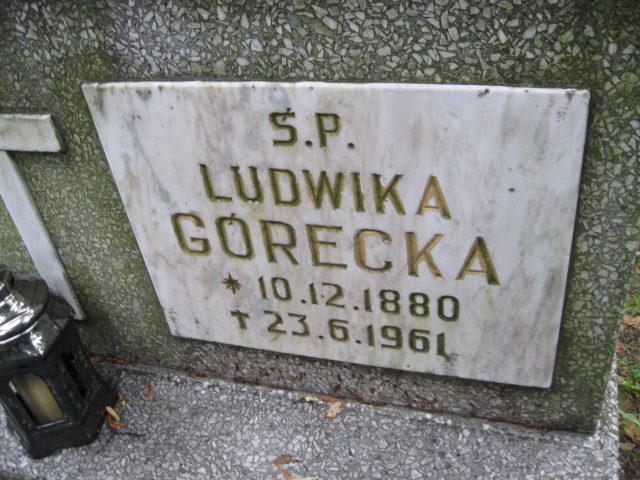 Ś.P.
LUDWIKA
GÓRECKA
* 10.12.1880
† 23.6.1961